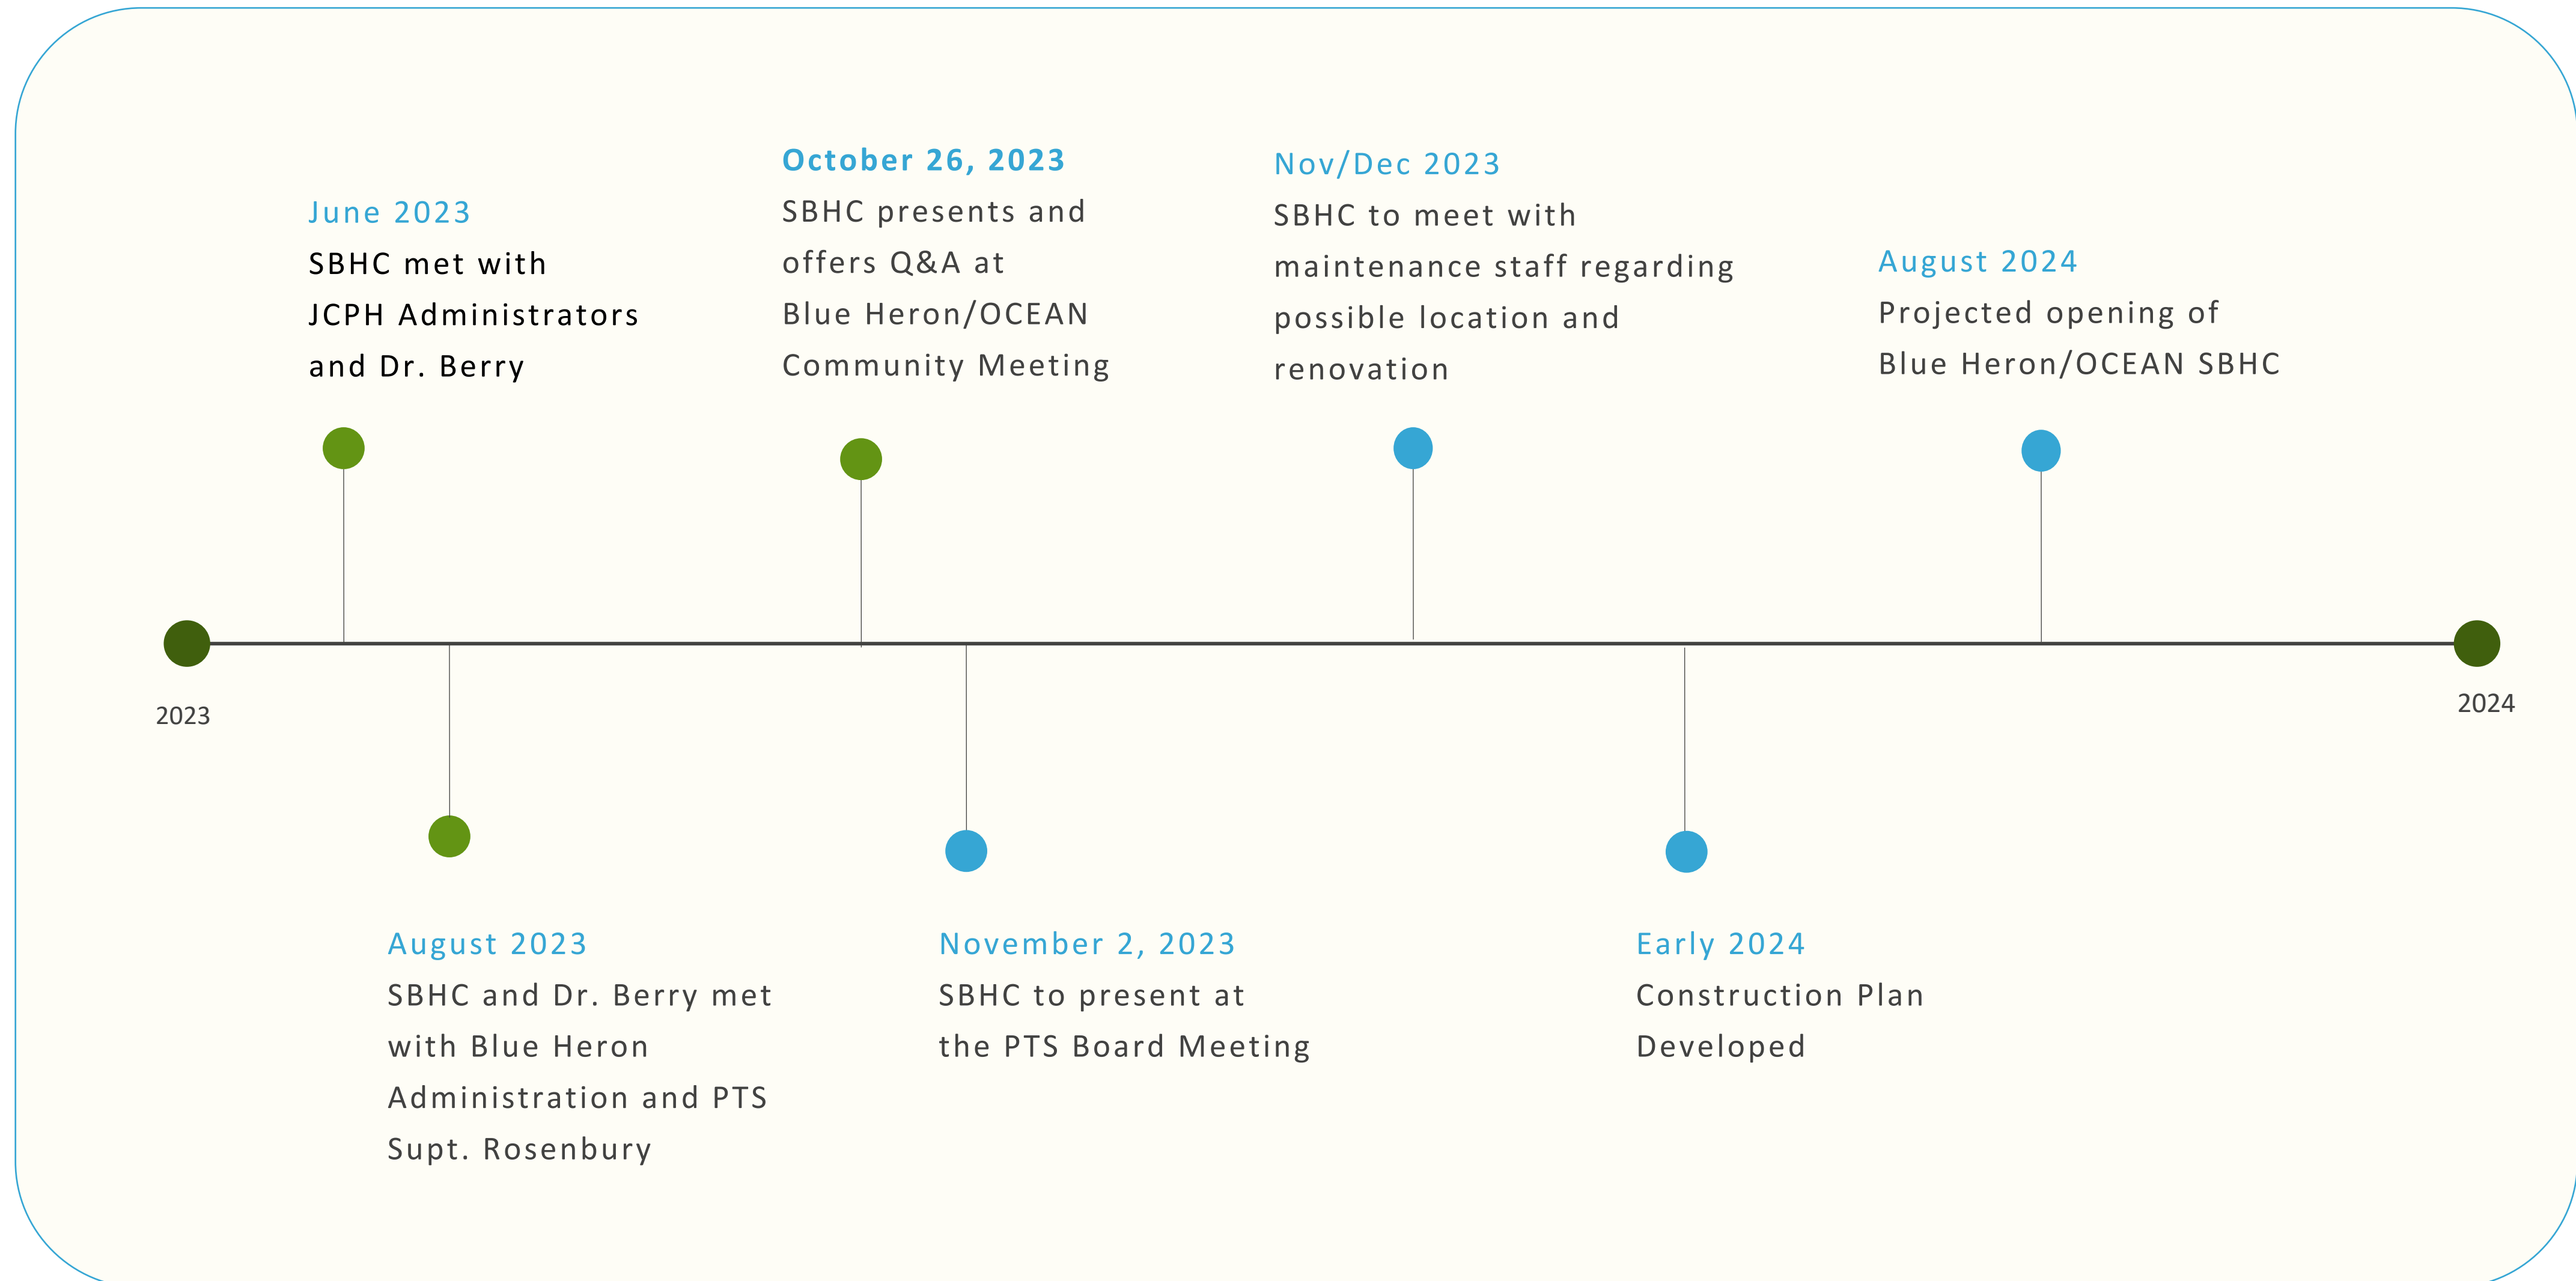 June 2023
SBHC met with
JCPH Administrators
and Dr. Berry
October 26, 2023
SBHC presents and
offers Q&A at
Blue Heron/OCEAN
Community Meeting
Nov/Dec 2023
SBHC to meet with
maintenance staff regarding
possible location and
renovation
August 2024
Projected opening of
Blue Heron/OCEAN SBHC
2023
2024
August 2023
SBHC and Dr. Berry met
with Blue Heron
Administration and PTS
Supt. Rosenbury
November 2, 2023
SBHC to present at
the PTS Board Meeting
Early 2024
Construction Plan
Developed